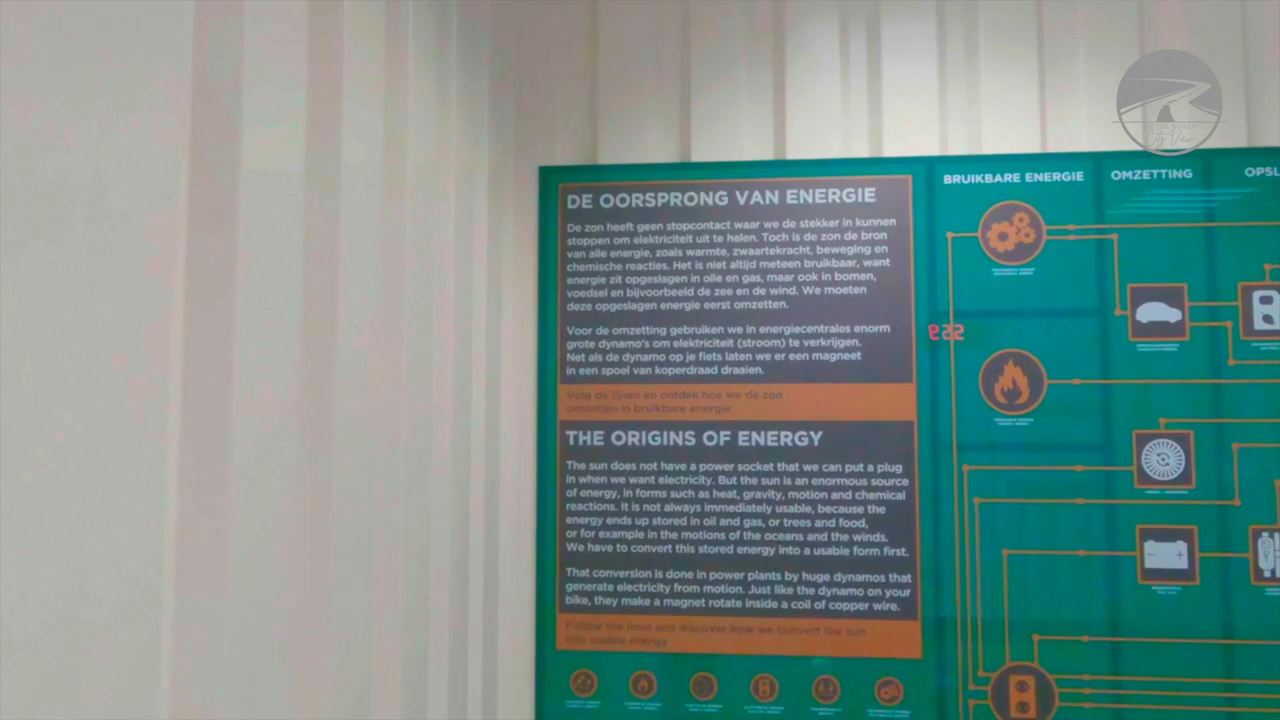 DE OORSPRONG VAN ENERGIE
De zon heeft geen stopcontact waar we de stekker in kunnen
stoppen om elektriciteit uit te halen. Toch is de zon de bron
van alle energie, zoals warmte, zwaartekracht, beweging en
chemische reacties. Het is niet altijd meteen bruikbaar, want
energie zit opgeslagen in olie en gas, maar ook in bomen,
voedsel en bijvoorbeeld de zee en de wind. We moeten
deze opgeslagen energie eerst omzetten.
Voor de omzetting gebruiken we in energiecentrales enorm
grote dynamo's om elektriciteit (stroom) te verkrijgen.
Net als de dynamo op je fiets laten we er een magneet
in een spoel van koperdraad draaien.
Volg de lijnen en ontdek hoe we de zon
omzetten in bruikbare energie
THE ORIGINS OF ENERGY
The sun does not have a power socket that we can put a plug
in when we want electricity. But the sun is an enormous source
of energy, in forms such as heat, gravity, motion and chemical
reactions. It is not always immediately usable, because the
energy ends up stored in oil and gas, or trees and food,
or for example in the motions of the oceans and the winds.
We have to convert this stored energy into a usable form first.
That conversion is done in power plants by huge dynamos that
generate electricity from motion. Just like the dynamo on your
bike, they make a magnet rotate inside a coil of copper wire.
Follow the lines and discover how we convert the sun
into usable energy
BRUIKBARE ENERGIE
OMZETTING
OPSL
City View